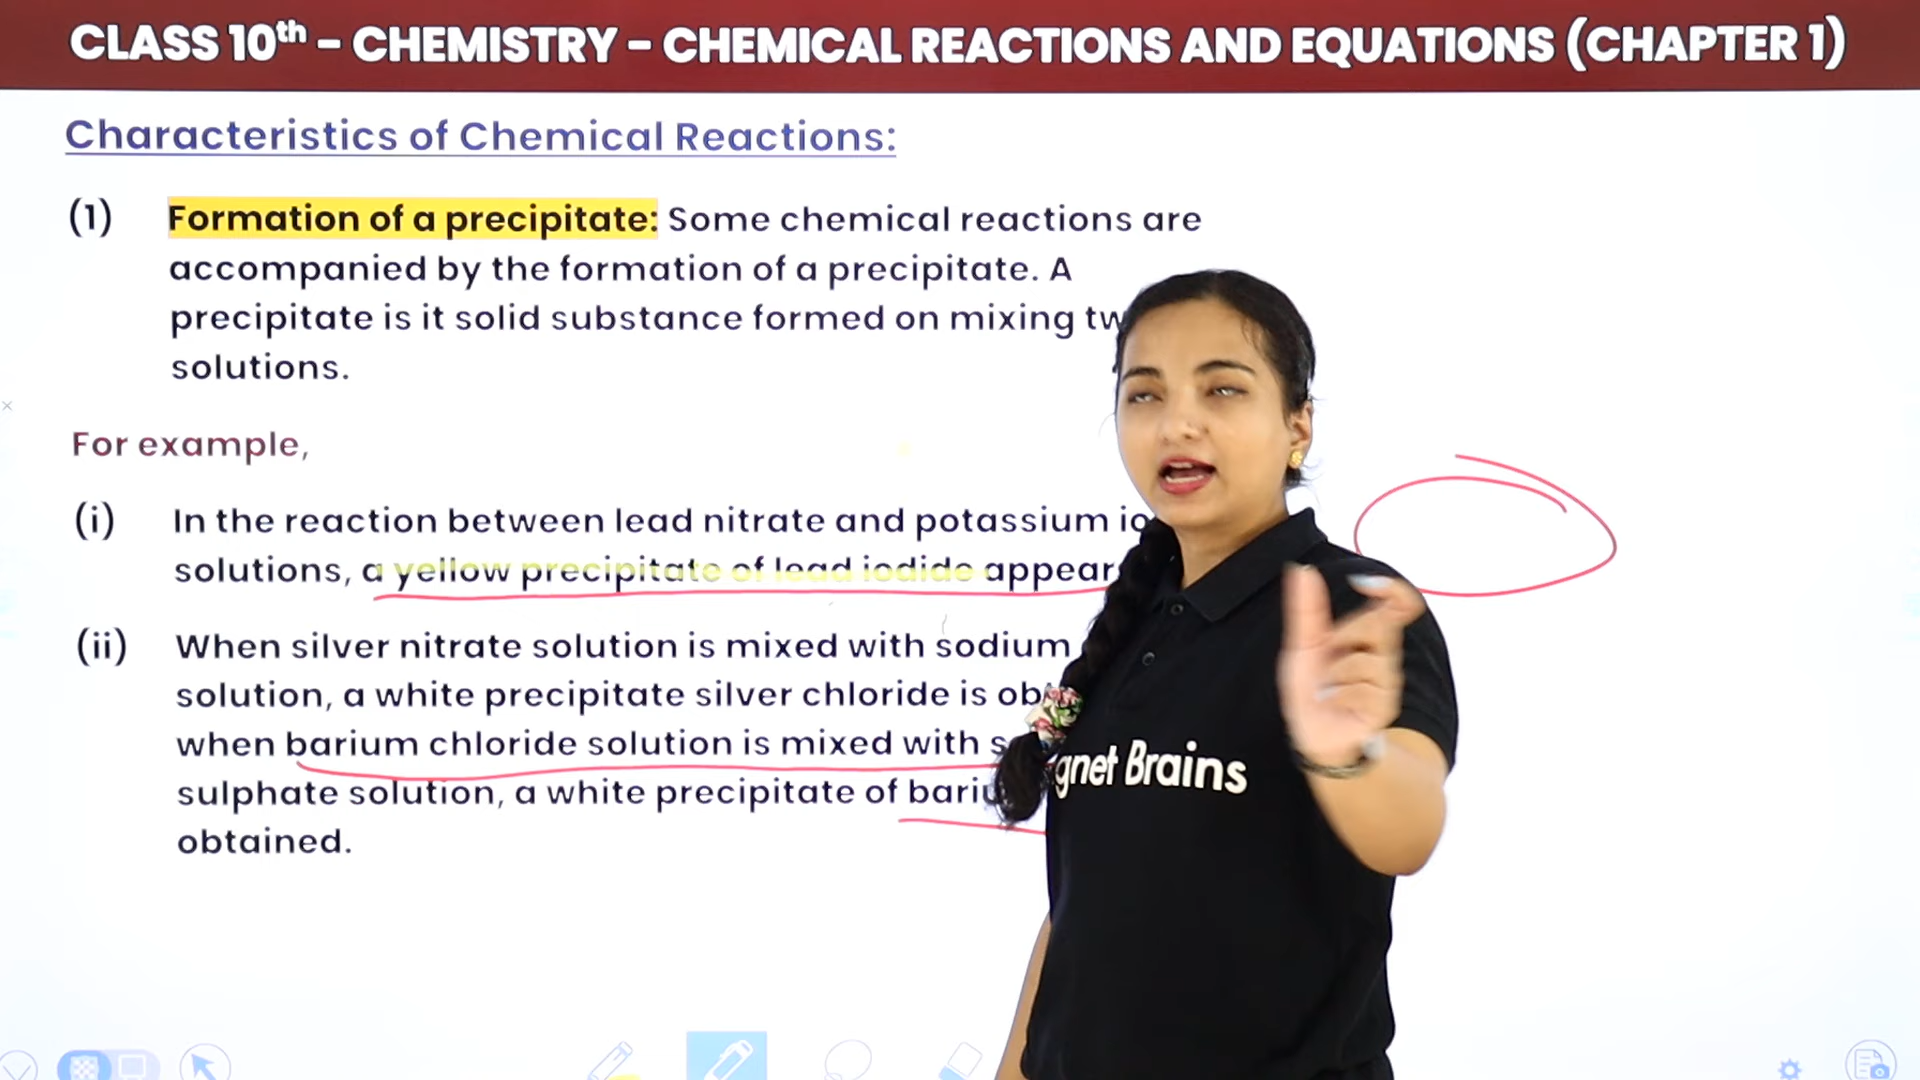 CLASS 10th - CHEMISTRY - CHEMICAL REACTIONS AND EQUATIONS (CHAPTER 1)
Characteristics of Chemical Reactions:
(1) Formation of a precipitate: Some chemical reactions are
accompanied by the formation of a precipitate. A
precipitate is it solid substance formed on mixing
solutions.
For example,
(i) In the reaction between lead nitrate and potassium
solutions, a yellow precipitate of lead iodide appear
(ii) When silver nitrate solution is mixed with sodium
solution, a white precipitate silver chloride is
when barium chloride solution is mixed with
sulphate solution, a white precipitate of
obtained.
gnet Brains